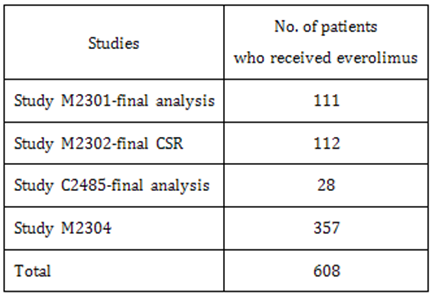 Studies
No. of patients
who received everolimus
Study M2301-final analysis 111
Study M2302-final CSR 112
Study C2485-final analysis 28
Study M2304 357
Total 608